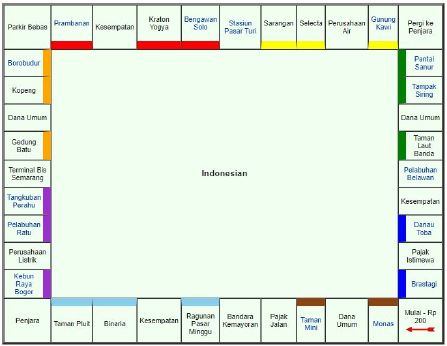 Parkir Bebas
Prambanan
Kesempatan
Kraton
Yogya
Bengawan
Solo
Stasiun
Pasar Turi
Sarangan
Selecta
Perusahaan
Air
Gunung
Kawi
Pergi ke
Penjara
Borobudur
Pantai
Sanur
Kopeng
Tampak
Siring
Dana Umum
Dana Umum
Gedung
Batu
Taman
Laut
Banda
Terminal Bis
Semarang
Indonesian
Pelabuhan
Belawan
Tangkuban
Perahu
Kesempatan
Pelabuhan
Ratu
Danau
Toba
Perusahaan
Listrik
Pajak
Istimewa
Kebun
Raya
Bogor
Brastagi
Penjara
Taman Pluit
Binaria
Kesempatan
Ragunan
Pasar
Minggu
Bandara
Kemayoran
Pajak
Jalan
Taman
Mini
Dana
Umum
Monas
Mulai - Rp
200